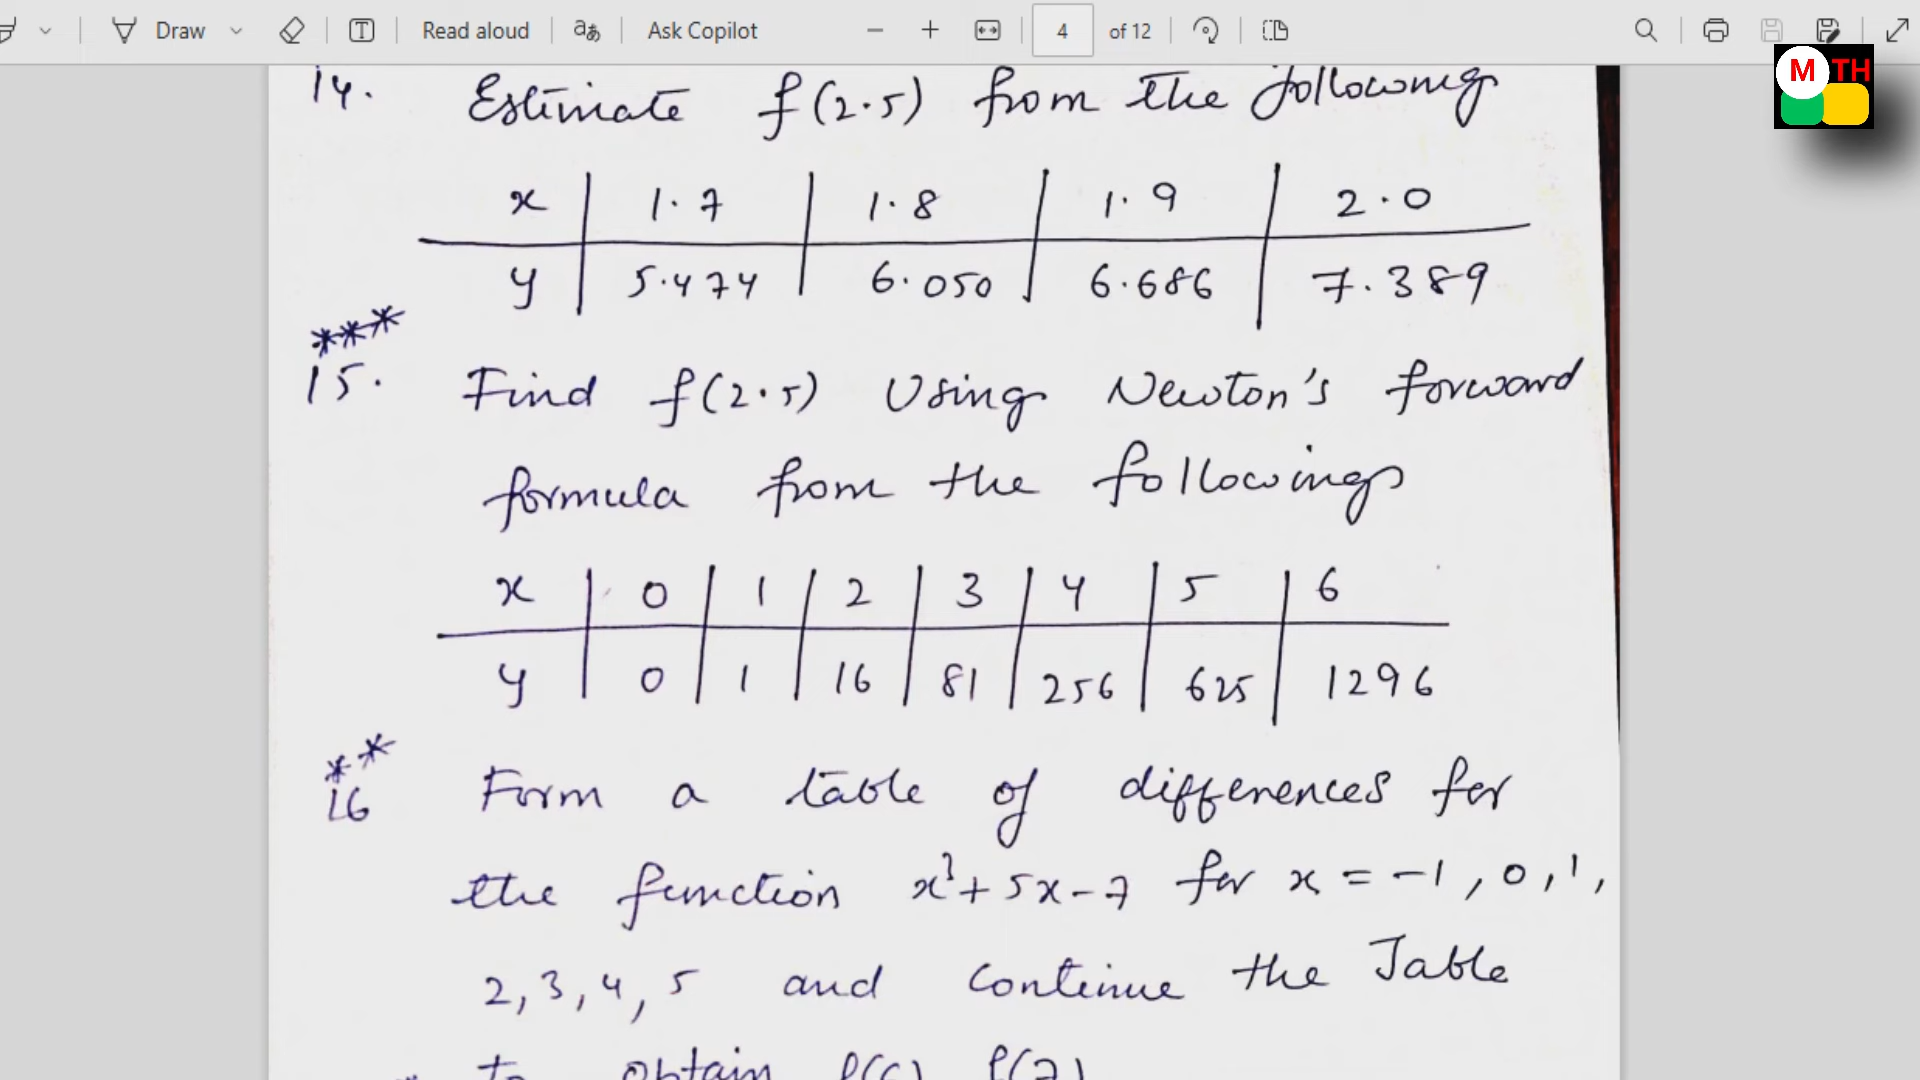 Draw
Read aloud
Ask Copilot
4 of 12
MTH
14. Estimate f(2.5) from the following
x 1.7 1.8 1.9 2.0
y 5.474 6.050 6.686 7.389
***
15. Find f(2.5) Using Newton's forward
formula from the followings
x 0 1 2 3 4 5 6
y 0 1 16 81 256 625 1296
**
16 Form a table of differences for
the function x³+5x-7 for x = -1, 0, 1,
2, 3, 4, 5 and continue the Table
to obtain